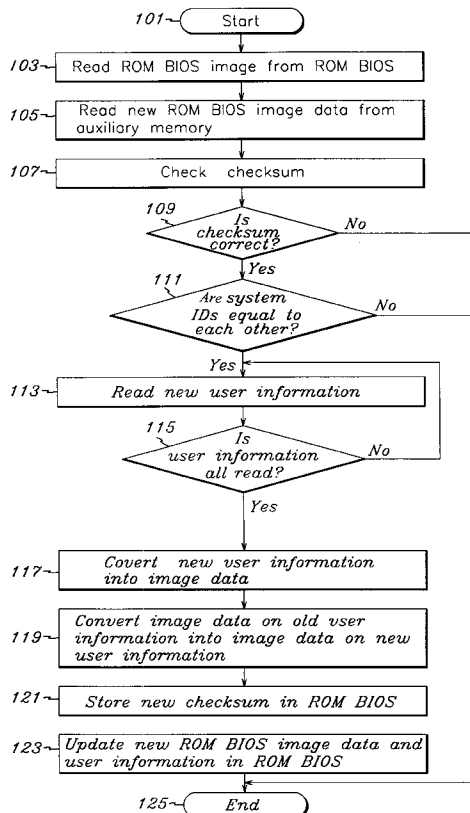 101
Start
103
Read ROM BIOS image from ROM BIOS
105
Read new ROM BIOS image data from
auxiliary memory
107
Check checksum
109
Is
checksum
correct?
No
Yes
111
Are system
IDs equal to
each other?
No
Yes
113
Read new user information
115
Is
user information
all read?
No
Yes
117
Covert new vser information
into image data
119
Convert image data on old vser
information into image data on new
user information
121
Store new checksum in ROM BIOS
123
Update new ROM BIOS image data and
user information in ROM BIOS
125
End